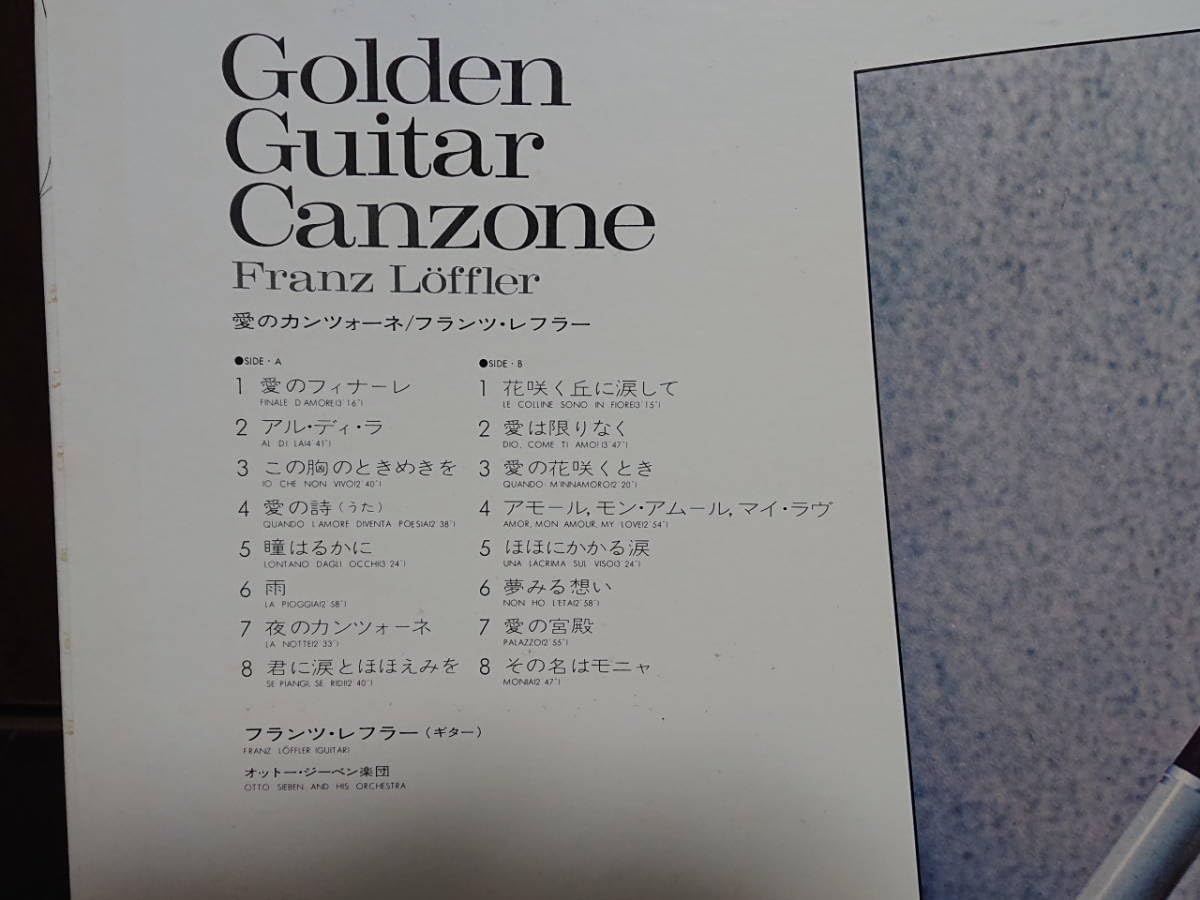 Golden
Guitar
Canzone
Franz Löffler
愛のカンツォーネ/フランツ・レフラー
●SIDE・A
1 愛のフィナーレ
FINALE D'AMORE(3'16")
2 アル・ディ・ラ
AL DI LA(4'41")
3 この胸のときめきを
IO CHE NON VIVO(2'40")
4 愛の詩(うた)
QUANDO L'AMORE DIVENTA POESIA(2'38")
5 瞳はるかに
LONTANO DAGLI OCCHI(3'24")
6 雨
LA PIOGGIA(2'58")
7 夜のカンツォーネ
LA NOTTE(2'33")
8 君に涙とほほえみを
SE PIANGI, SE RIDI(2'40")
●SIDE・B
1 花咲く丘に涙して
LE COLLINE SONO IN FIORE(3'15")
2 愛は限りなく
DIO, COME TI AMO!(3'47")
3 愛の花咲くとき
QUANDO M'INNAMORO(2'20")
4 アモール,モン・アムール,マイ・ラヴ
AMOR, MON AMOUR, MY LOVE(2'54")
5 ほほにかかる涙
UNA LACRIMA SUL VISO(3'24")
6 夢みる想い
NON HO L'ETA(2'58")
7 愛の宮殿
PALAZZO(2'55")
8 その名はモニャ
MONIA(2'47")
フランツ・レフラー(ギター)
FRANZ LÖFFLER (GUITAR)
オットー・ジーベン楽団
OTTO SIEBEN AND HIS ORCHESTRA